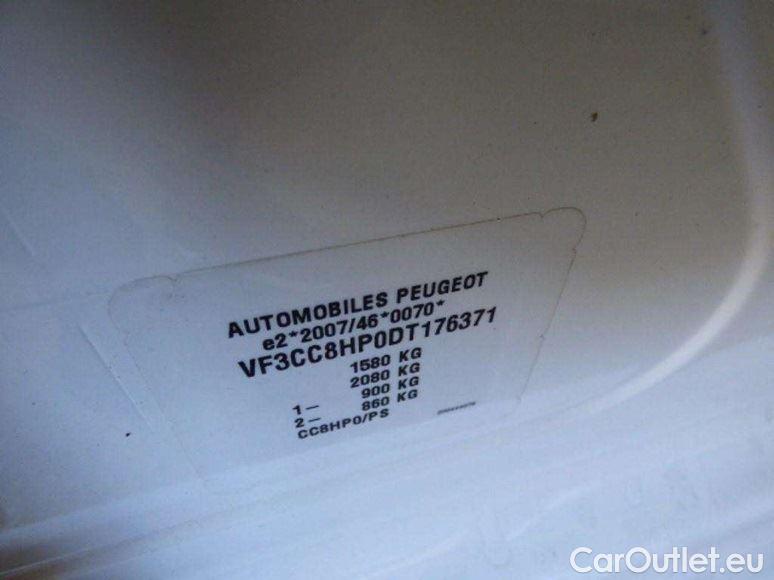 AUTOMOBILES PEUGEOT
e2*2007/46*0070*
VF3CC8HP0DT176371
1580 KG
2080 KG
1— 900 KG
2— 860 KG
CC8HP0/PS
CarOutlet.eu